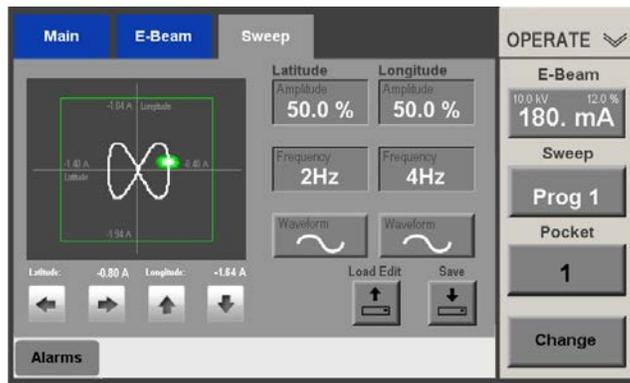 Main
E-Beam
Sweep
OPERATE
-1.04 A
Longitude
-1.40 A
Latitude
-0.40 A
-1.94 A
Latitude
Longitude
Amplitude
50.0 %
Amplitude
50.0 %
Frequency
2Hz
Frequency
4Hz
Waveform
Waveform
Latitude:
-0.80 A
Longitude:
-1.64 A
Load Edit
Save
Alarms
E-Beam
10.0 kV
12.0 %
180. mA
Sweep
Prog 1
Pocket
1
Change